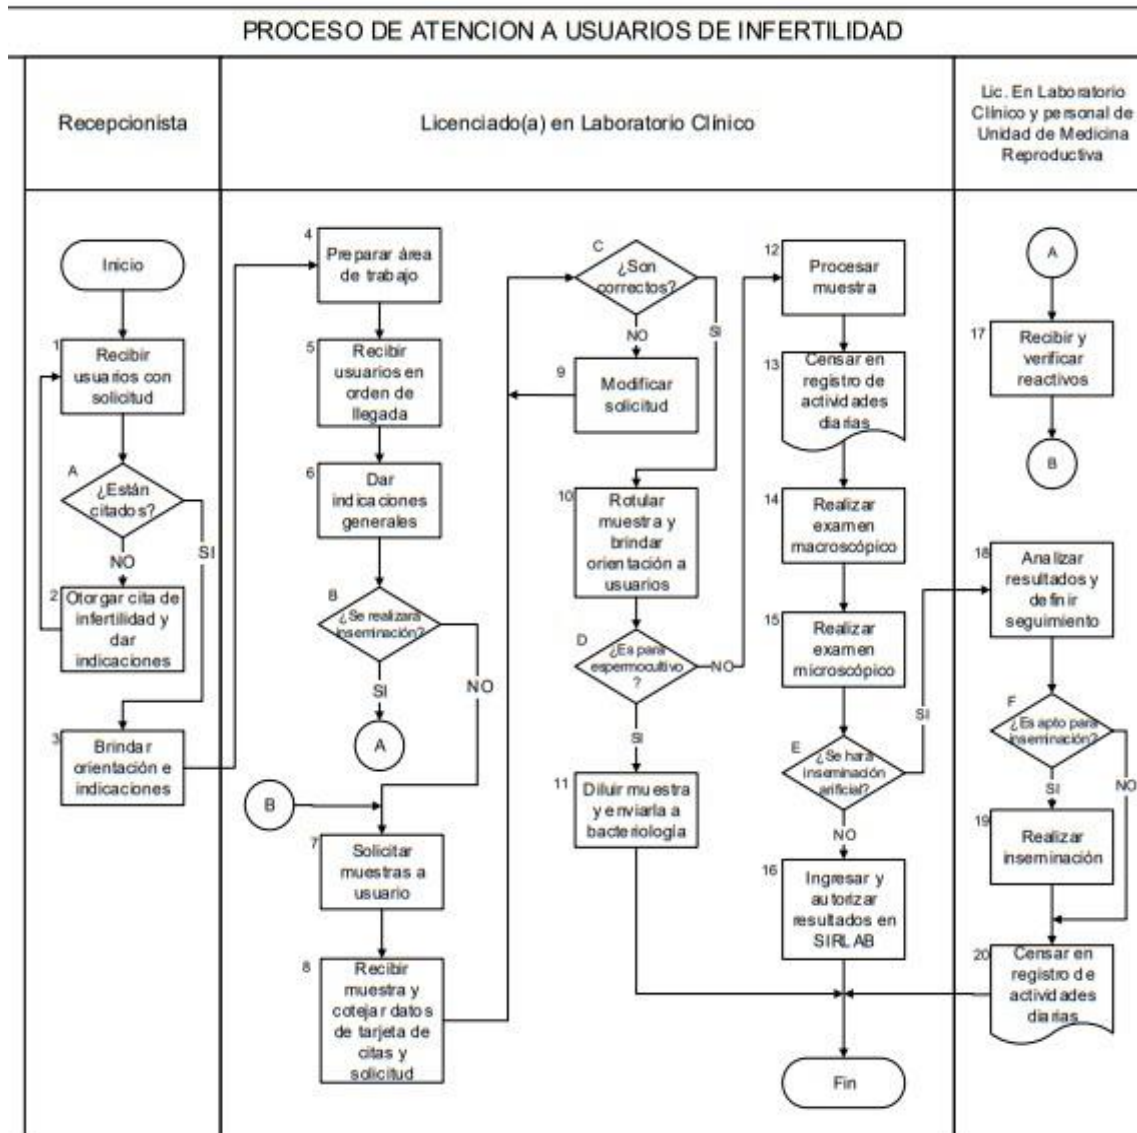 PROCESO DE ATENCION A USUARIOS DE INFERTILIDAD
Recepcionista
Licenciado(a) en Laboratorio Clínico
Lic. En Laboratorio
Clínico y personal de
Unidad de Medicina
Reproductiva
Inicio
1
Recibir
usuarios con
solicitud
A
¿Están
citados?
SI
NO
2
Otorgar cita de
infertilidad y
dar
indicaciones
3
Brindar
orientación e
indicaciones
4
Preparar área
de trabajo
5
Recibir
usuarios en
orden de
llegada
6
Dar
indicaciones
generales
B
¿Se realizará
inseminación?
SI
NO
A
B
7
Solicitar
muestras a
usuario
8
Recibir
muestra y
cotejar datos
de tarjeta de
citas y
solicitud
C
¿Son
correctos?
NO
SI
9
Modificar
solicitud
10
Rotular
muestra y
brindar
orientación a
usuarios
D
¿Es para
espermocultivo
?
NO
SI
11
Diluir muestra
y enviarla a
bacteriología
12
Procesar
muestra
13
Censar en
registro de
actividades
diarias
14
Realizar
examen
macroscópico
15
Realizar
examen
microscópico
E
¿Se hará
inseminación
arificial?
SI
NO
16
Ingresar y
autorizar
resultados en
SIRLAB
Fin
A
17
Recibir y
verificar
reactivos
B
18
Analizar
resultados y
definir
seguimiento
F
¿Es apto para
inseminación?
SI
NO
19
Realizar
inseminación
20
Censar en
registro de
actividades
diarias